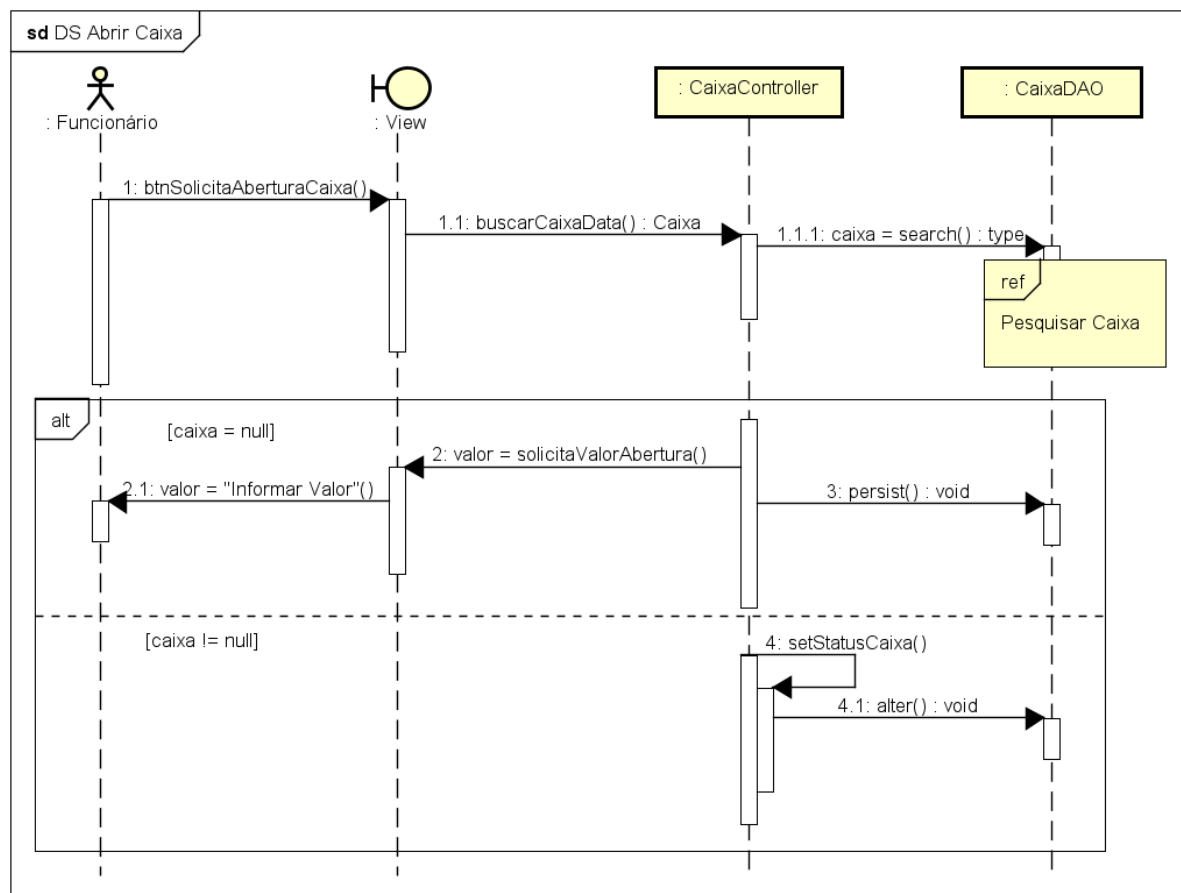 sd DS Abrir Caixa
: Funcionário
: View
: CaixaController
: CaixaDAO
1: btnSolicitaAberturaCaixa()
1.1: buscarCaixaData() : Caixa
1.1.1: caixa = search() : type
ref
Pesquisar Caixa
alt
[caixa = null]
2: valor = solicitaValorAbertura()
2.1: valor = "Informar Valor"()
3: persist() : void
[caixa != null]
4: setStatusCaixa()
4.1: alter() : void